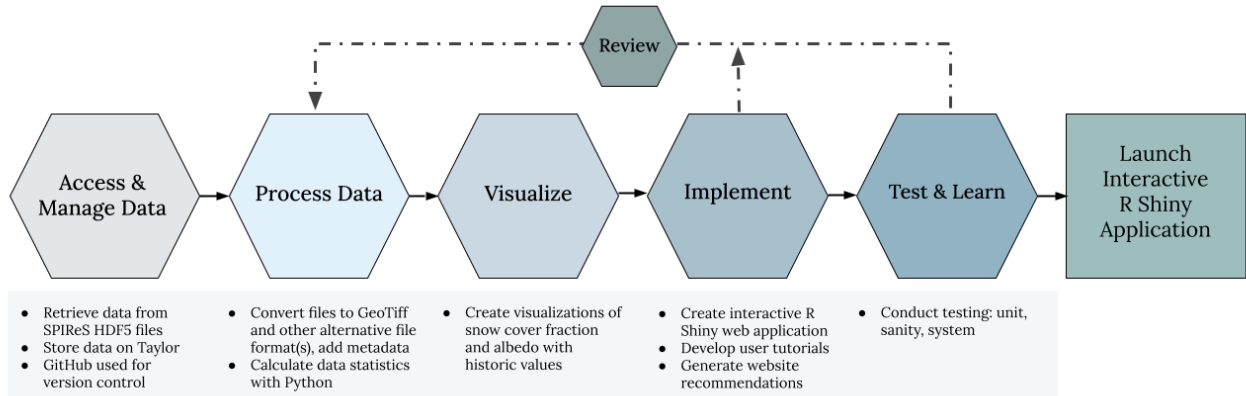 Review
Access &
Manage Data
Process Data
Visualize
Implement
Test & Learn
Launch
Interactive
R Shiny
Application
● Retrieve data from
SPIReS HDF5 files
● Store data on Taylor
● GitHub used for
version control
● Convert files to GeoTiff
and other alternative file
format(s), add metadata
● Calculate data statistics
with Python
● Create visualizations of
snow cover fraction
and albedo with
historic values
● Create interactive R
Shiny web application
● Develop user tutorials
● Generate website
recommendations
● Conduct testing: unit,
sanity, system